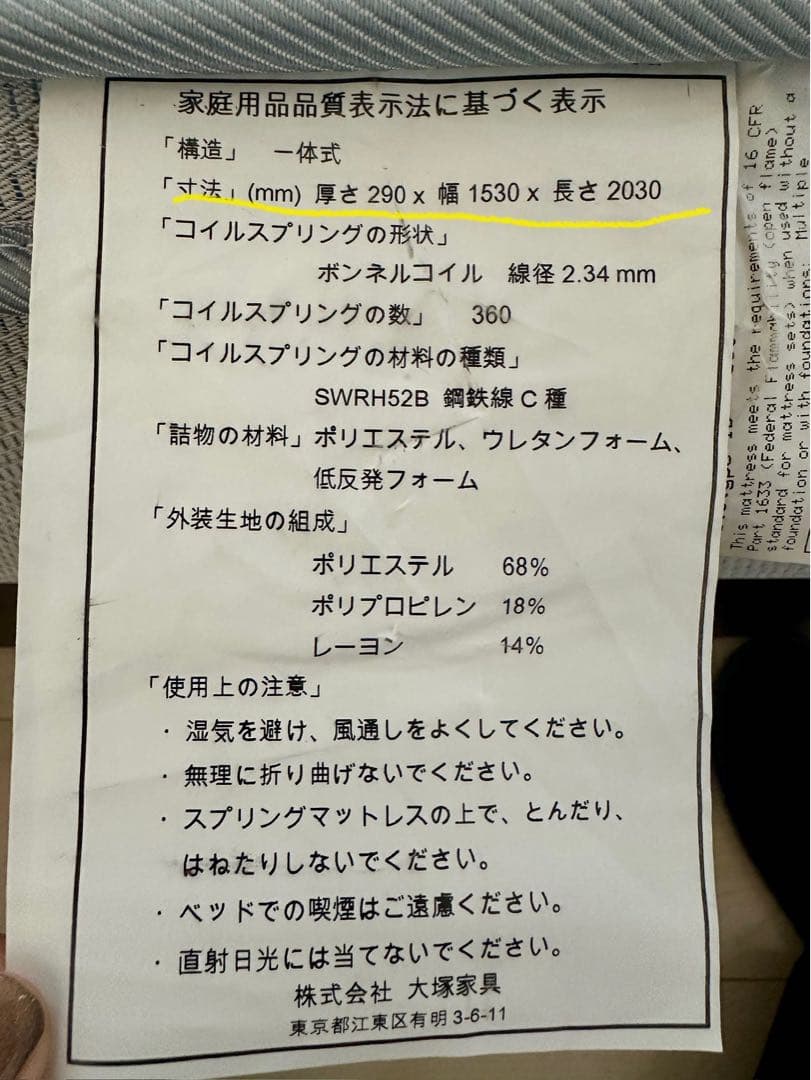 家庭用品品質表示法に基づく表示
「構造」 一体式
「寸法」(mm) 厚さ 290 x 幅 1530 x 長さ 2030
「コイルスプリングの形状」
ボンネルコイル 線径 2.34 mm
「コイルスプリングの数」 360
「コイルスプリングの材料の種類」
SWRH52B 鋼鉄線 C 種
「詰物の材料」ポリエステル、ウレタンフォーム、
低反発フォーム
「外装生地の組成」
ポリエステル 68%
ポリプロピレン 18%
レーヨン 14%
「使用上の注意」
・ 湿気を避け、風通しをよくしてください。
・ 無理に折り曲げないでください。
・ スプリングマットレスの上で、とんだり、
はねたりしないでください。
・ ベッドでの喫煙はご遠慮ください。
・ 直射日光には当てないでください。
株式会社 大塚家具
東京都江東区有明 3-6-11
This mattress meets the requirements of 16 CFR
Part 1633 (Federal Flammability (open flame)
standard for mattress sets) when used without a
foundation or with foundations: Multiple